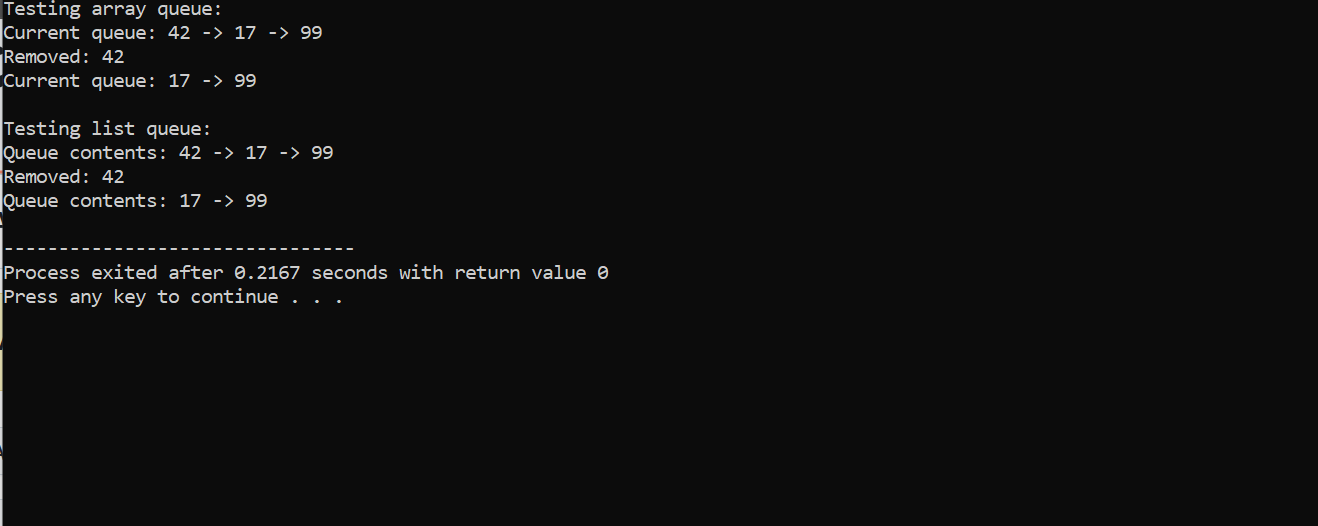 Testing array queue:
Current queue: 42 -> 17 -> 99
Removed: 42
Current queue: 17 -> 99
Testing list queue:
Queue contents: 42 -> 17 -> 99
Removed: 42
Queue contents: 17 -> 99
--------------------------------
Process exited after 0.2167 seconds with return value 0
Press any key to continue . . .